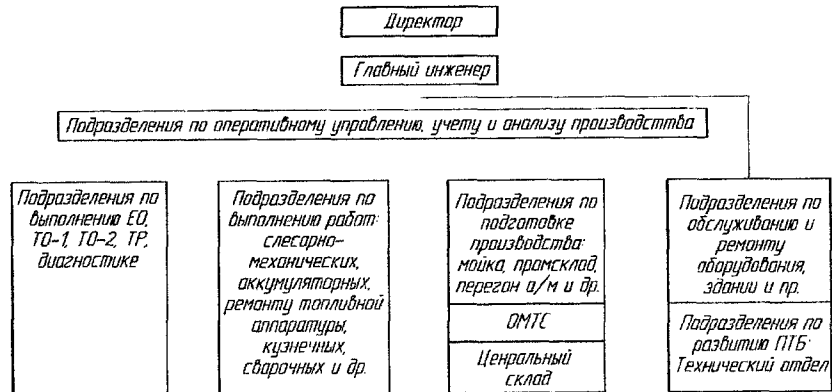 Директор
Главный инженер
Подразделения по оперативному управлению, учету и анализу производсттва
Подразделения по
выполнению ЕО,
ТО-1, ТО-2, ТР,
диагностике
Подразделения по
выполнению работ:
слесарно-
механических,
аккумуляторных,
ремонту топливной
аппаратуры,
кузнечных,
сварочных и др.
Подразделения по
подготовке
производства:
мойка, промсклад,
перегон а/м и др.
ОМТС
Ценральный
склад
Подразделения по
обслуживанию и
ремонту
оборудования,
здании и пр.
Подразделения по
развитию ПТБ:
Технический отдел